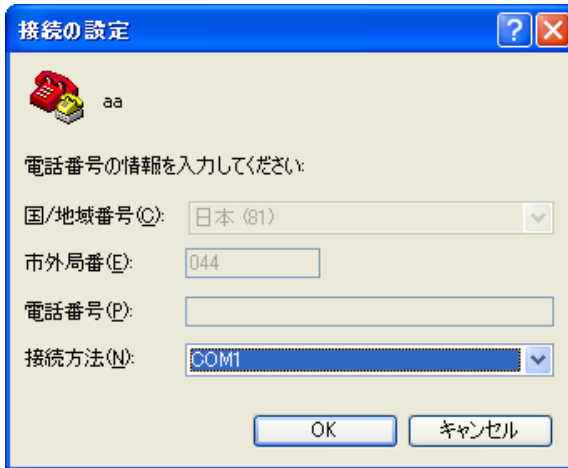 接続の設定
aa
電話番号の情報を入力してください:
国/地域番号(C): 日本 (81)
市外局番(E): 044
電話番号(P):
接続方法(N): COM1
OK キャンセル